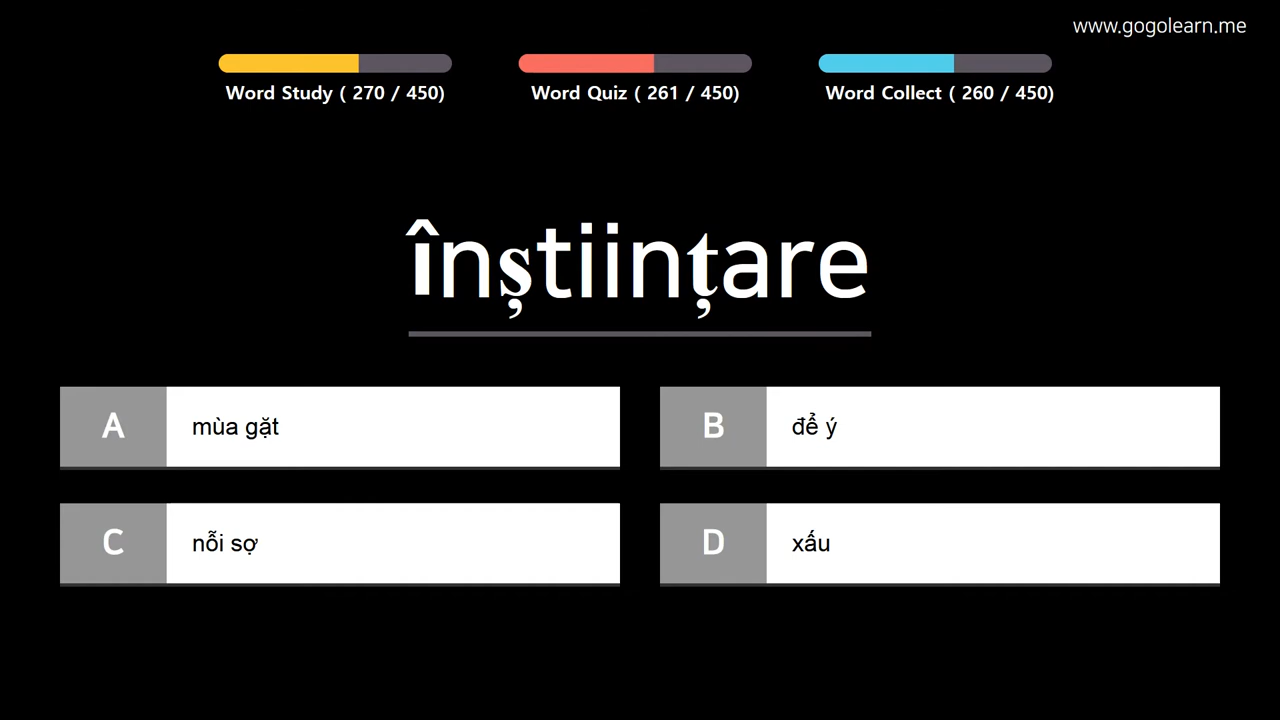 www.gogolearn.me
Word Study ( 270 / 450)
Word Quiz ( 261 / 450)
Word Collect ( 260 / 450)
înștiințare
A mùa gặt
B để ý
C nỗi sợ
D xấu